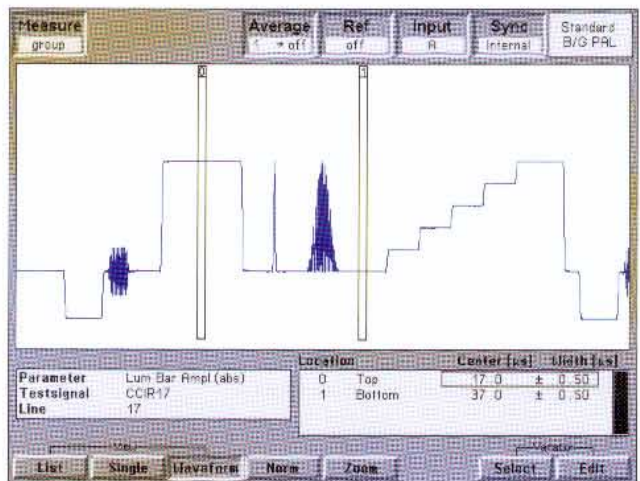 Measure Average Ref Input Sync Standard
group off off A Internal B/G PAL
0 1
Location Center [µs] Width [µs]
Parameter Lum Bar Ampl (abs) 0 Top 17.0 ± 0.50
Testsignal CCIR17 1 Bottom 37.0 ± 0.50
Line 17
View
List Single Waveform Norm Zoom Select Edit